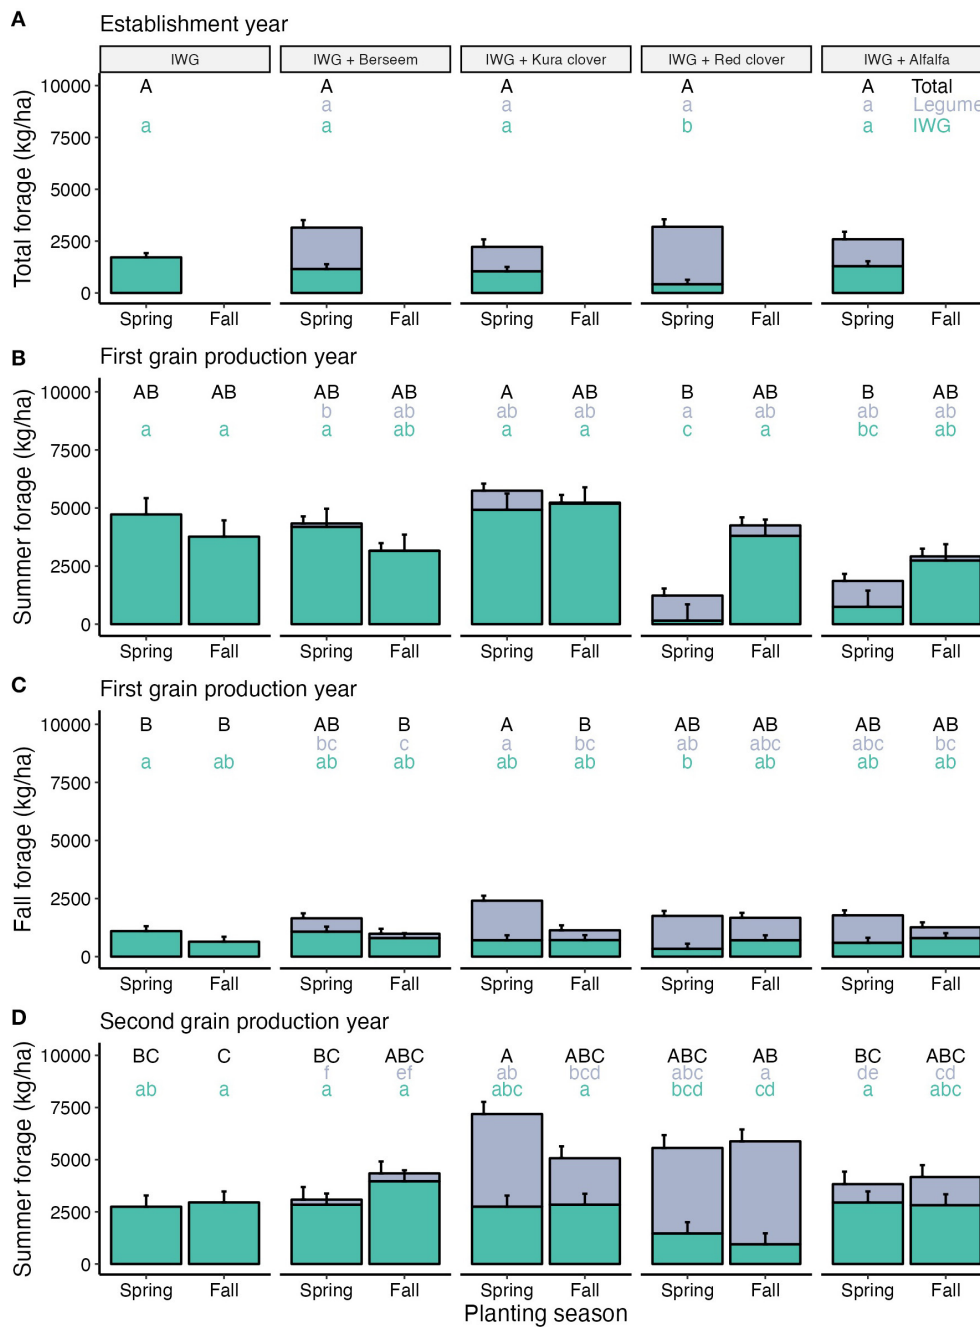 A Establishment year
IWG IWG + Berseem IWG + Kura clover IWG + Red clover IWG + Alfalfa
10000 A A A A A Total
a a a a Legume
a a a b a IWG
7500
5000
2500
0
Total forage (kg/ha)
Spring Fall Spring Fall Spring Fall Spring Fall Spring Fall
B First grain production year
10000 AB AB AB AB A AB B AB B AB
b ab ab ab a ab ab ab
a a a ab a a c a bc ab
7500
5000
2500
0
Summer forage (kg/ha)
Spring Fall Spring Fall Spring Fall Spring Fall Spring Fall
C First grain production year
10000 B B AB B A B AB AB AB AB
bc c a bc ab abc abc bc
a ab ab ab ab ab b ab ab ab
7500
5000
2500
0
Fall forage (kg/ha)
Spring Fall Spring Fall Spring Fall Spring Fall Spring Fall
D Second grain production year
10000 BC C BC ABC A ABC ABC AB BC ABC
f ef ab bcd abc a de cd
ab a a a abc a bcd cd a abc
7500
5000
2500
0
Summer forage (kg/ha)
Spring Fall Spring Fall Spring Fall Spring Fall Spring Fall
Planting season